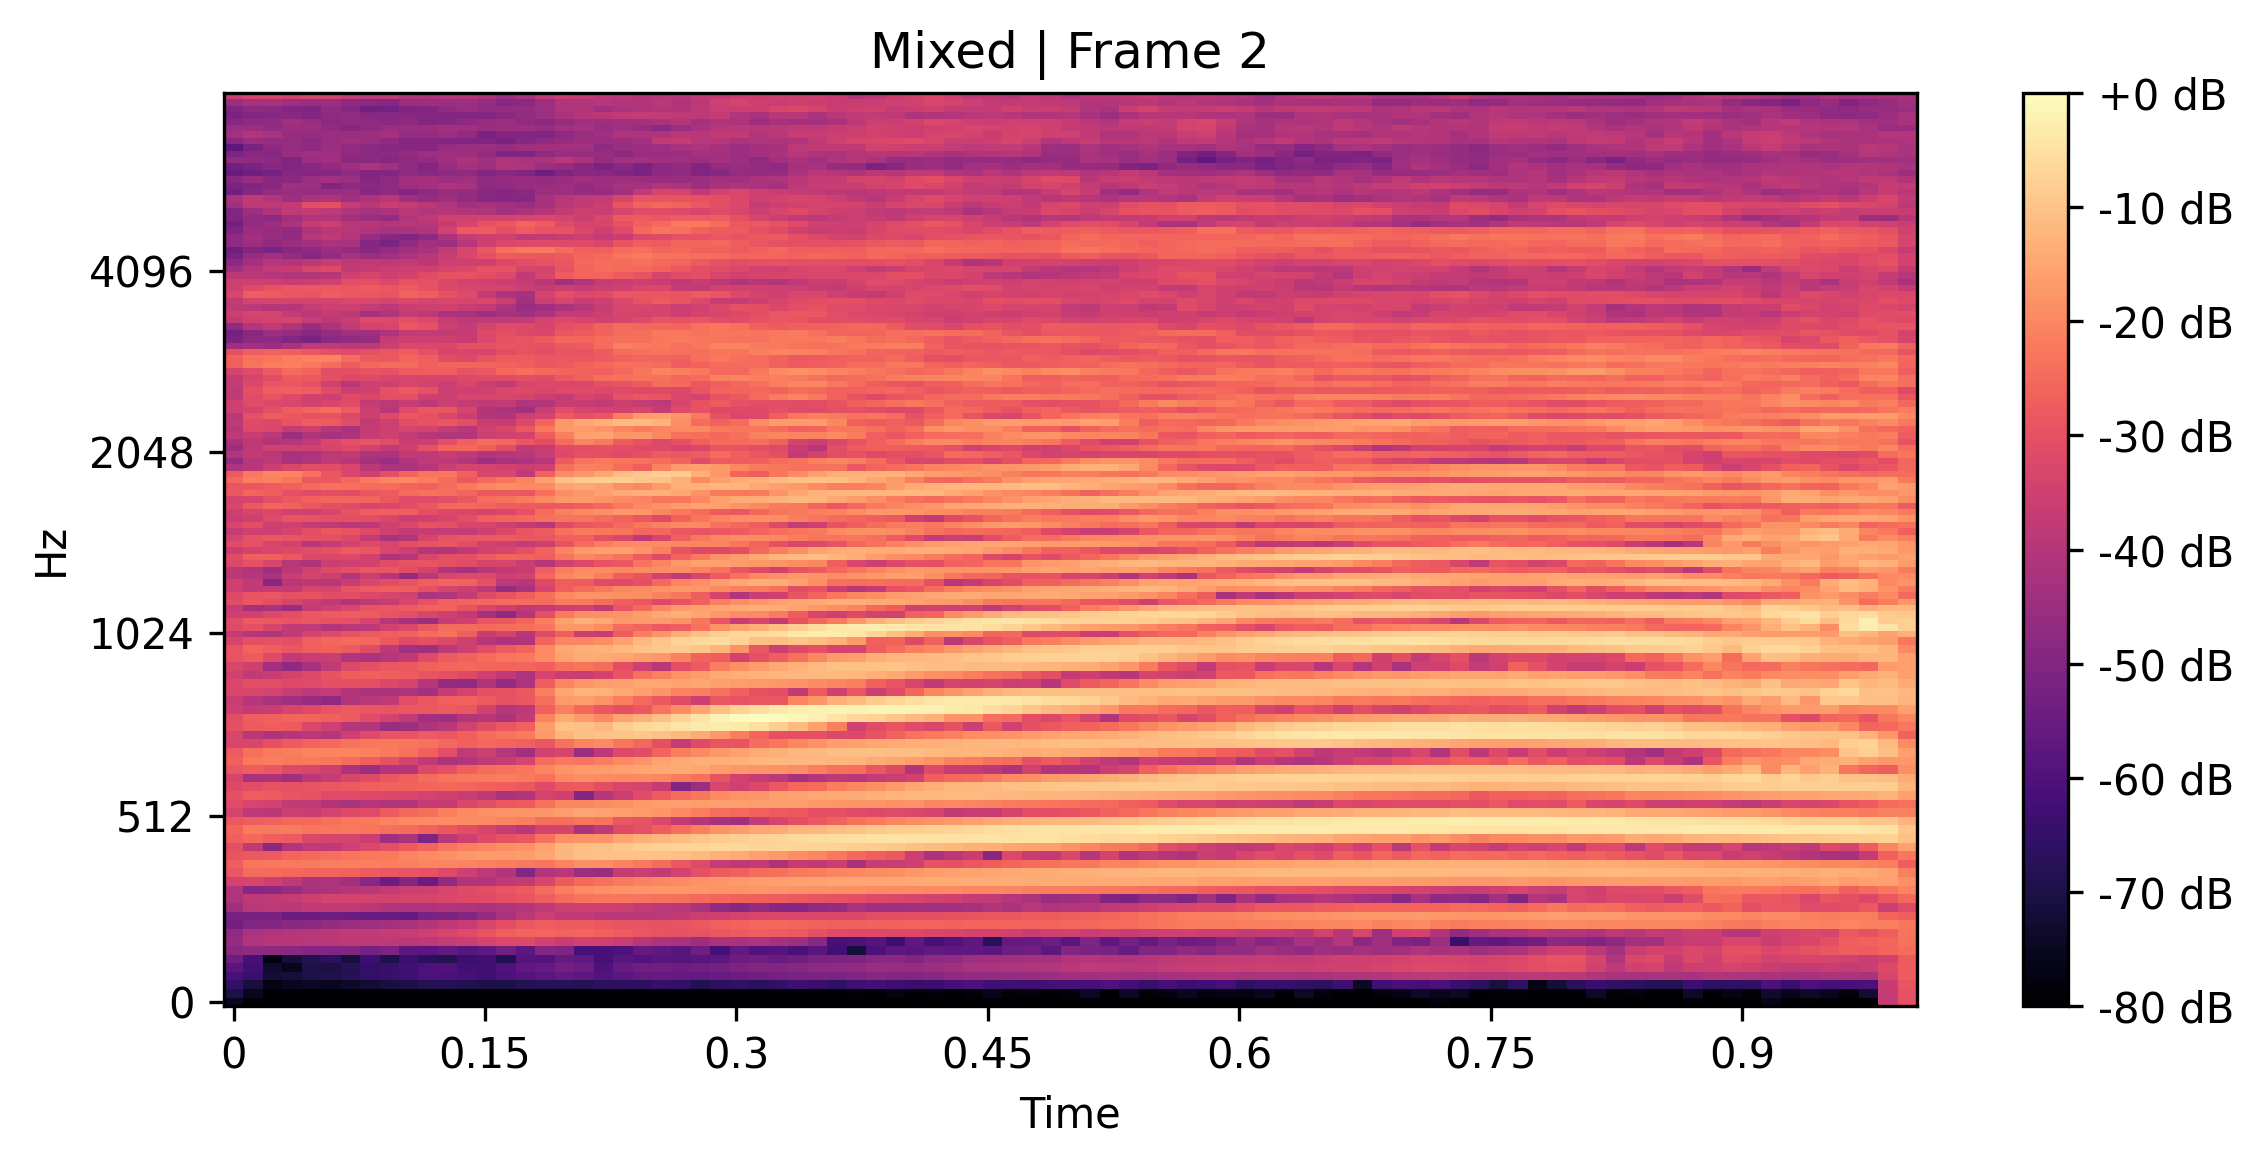 Mixed | Frame 2
Hz
4096
2048
1024
512
0
0 0.15 0.3 0.45 0.6 0.75 0.9
Time
+0 dB
-10 dB
-20 dB
-30 dB
-40 dB
-50 dB
-60 dB
-70 dB
-80 dB